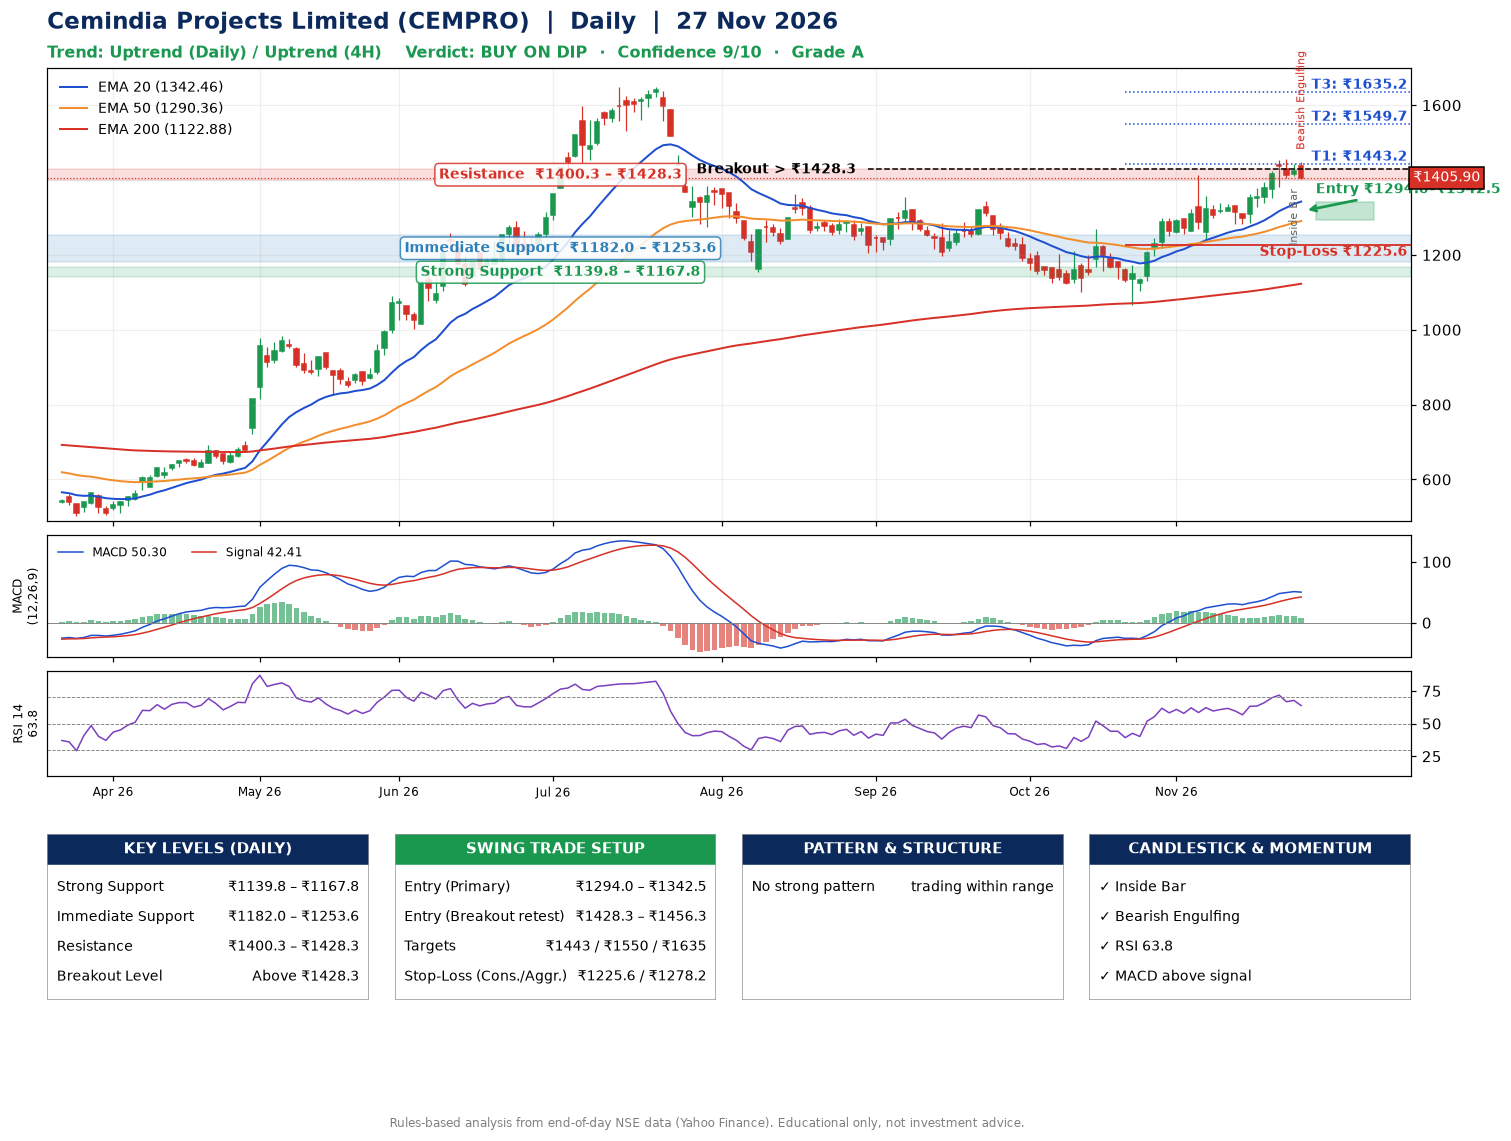 Cemindia Projects Limited (CEMPRO)  |  Daily  |  27 Nov 2026
Trend: Uptrend (Daily) / Uptrend (4H)    Verdict: BUY ON DIP  ·  Confidence 9/10  ·  Grade A
EMA 20 (1342.46)
EMA 50 (1290.36)
EMA 200 (1122.88)
Bearish Engulfing
T3: ₹1635.2
1600
T2: ₹1549.7
T1: ₹1443.2
Breakout > ₹1428.3
Resistance  ₹1400.3 – ₹1428.3
₹1405.90
Inside Bar
Immediate Support  ₹1182.0 – ₹1253.6
Stop-Loss ₹1225.6
1200
Strong Support  ₹1139.8 – ₹1167.8
1000
800
600
MACD
(12,26,9)
MACD 50.30
Signal 42.41
100
0
RSI 14
63.8
75
50
25
Apr 26
May 26
Jun 26
Jul 26
Aug 26
Sep 26
Oct 26
Nov 26
KEY LEVELS (DAILY)
Strong Support ₹1139.8 – ₹1167.8
Immediate Support ₹1182.0 – ₹1253.6
Resistance ₹1400.3 – ₹1428.3
Breakout Level Above ₹1428.3
SWING TRADE SETUP
Entry (Primary) ₹1294.0 – ₹1342.5
Entry (Breakout retest) ₹1428.3 – ₹1456.3
Targets ₹1443 / ₹1550 / ₹1635
Stop-Loss (Cons./Aggr.) ₹1225.6 / ₹1278.2
PATTERN & STRUCTURE
No strong pattern trading within range
CANDLESTICK & MOMENTUM
✓ Inside Bar
✓ Bearish Engulfing
✓ RSI 63.8
✓ MACD above signal
Rules-based analysis from end-of-day NSE data (Yahoo Finance). Educational only, not investment advice.